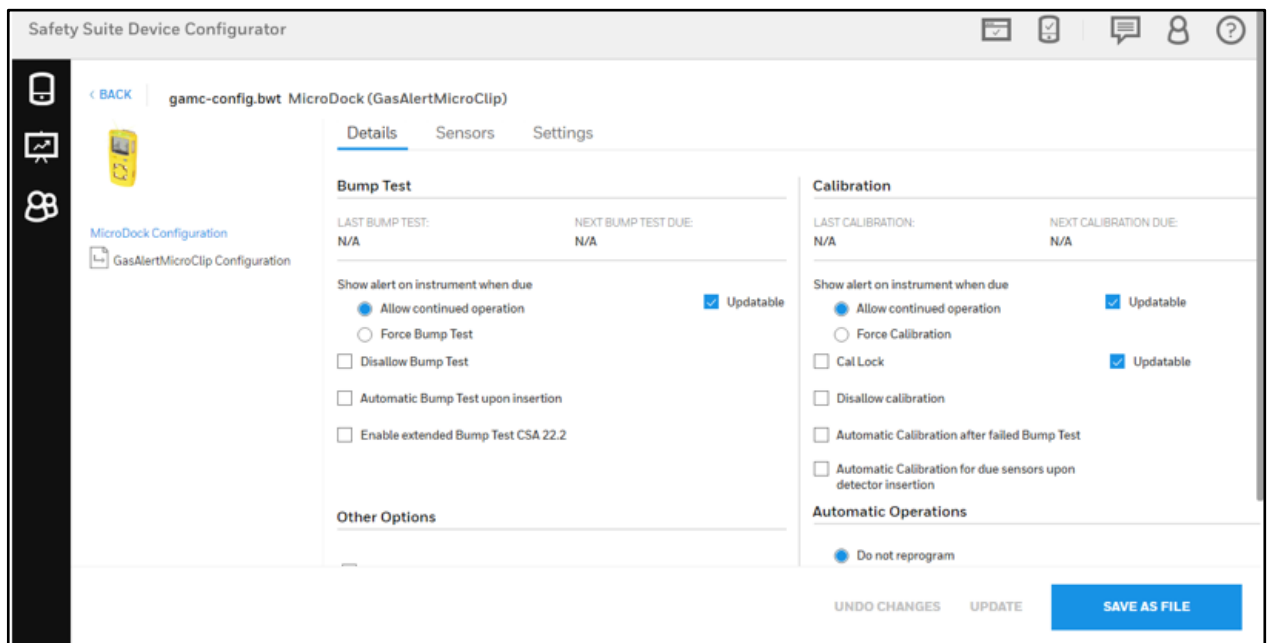 Safety Suite Device Configurator
< BACK
gamc-config.bwt MicroDock (GasAlertMicroClip)
Details Sensors Settings
MicroDock Configuration
GasAlertMicroClip Configuration
Bump Test
LAST BUMP TEST: NEXT BUMP TEST DUE:
N/A N/A
Show alert on instrument when due
Allow continued operation Updatable
Force Bump Test
Disallow Bump Test
Automatic Bump Test upon insertion
Enable extended Bump Test CSA 22.2
Other Options
Calibration
LAST CALIBRATION: NEXT CALIBRATION DUE:
N/A N/A
Show alert on instrument when due
Allow continued operation Updatable
Force Calibration
Cal Lock Updatable
Disallow calibration
Automatic Calibration after failed Bump Test
Automatic Calibration for due sensors upon
detector insertion
Automatic Operations
Do not reprogram
UNDO CHANGES UPDATE SAVE AS FILE